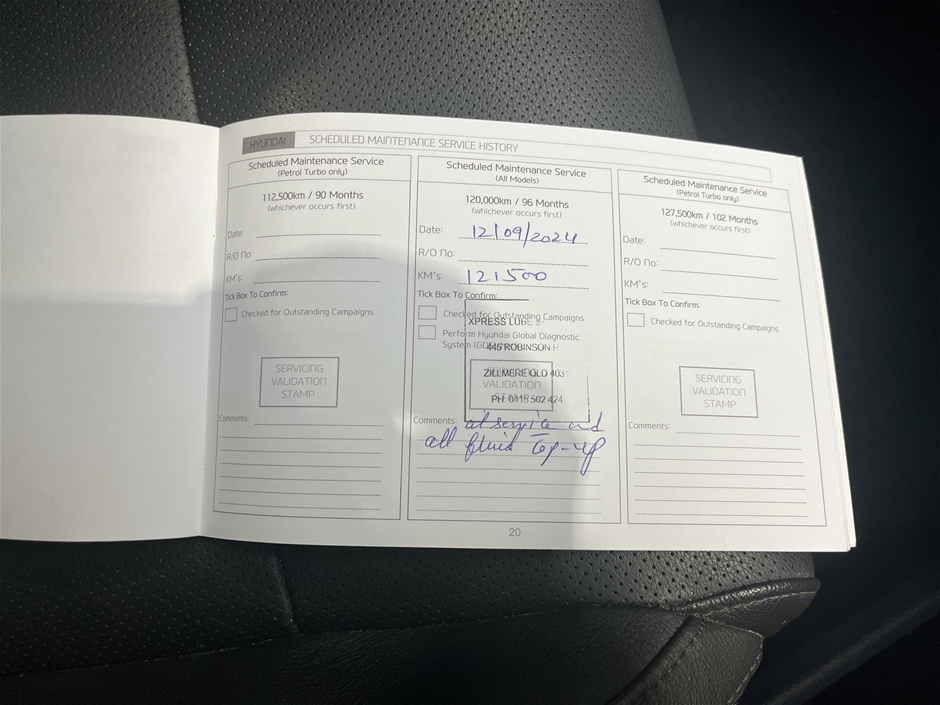 HYUNDAI SCHEDULED MAINTENANCE SERVICE HISTORY
Scheduled Maintenance Service
(Petrol Turbo only)
112,500km / 90 Months
(whichever occurs first)
Date:
R/O No:
KM's:
Tick Box To Confirm:
Checked for Outstanding Campaigns
SERVICING
VALIDATION
STAMP
Comments:
Scheduled Maintenance Service
(All Models)
120,000km / 96 Months
(whichever occurs first)
Date: 12/09/2024
R/O No:
KM's: 121500
Tick Box To Confirm:
Checked for Outstanding Campaigns
XPRESS LUBE
Perform Hyundai Global Diagnostic
System
445 ROBINSON
ZILLMERE QLD 403
VALIDATION
PH 502 424
Comments: service and
all fluid Top-up
Scheduled Maintenance Service
(Petrol Turbo only)
127,500km / 102 Months
(whichever occurs first)
Date:
R/O No:
KM's:
Tick Box To Confirm:
Checked for Outstanding Campaigns
SERVICING
VALIDATION
STAMP
Comments:
20